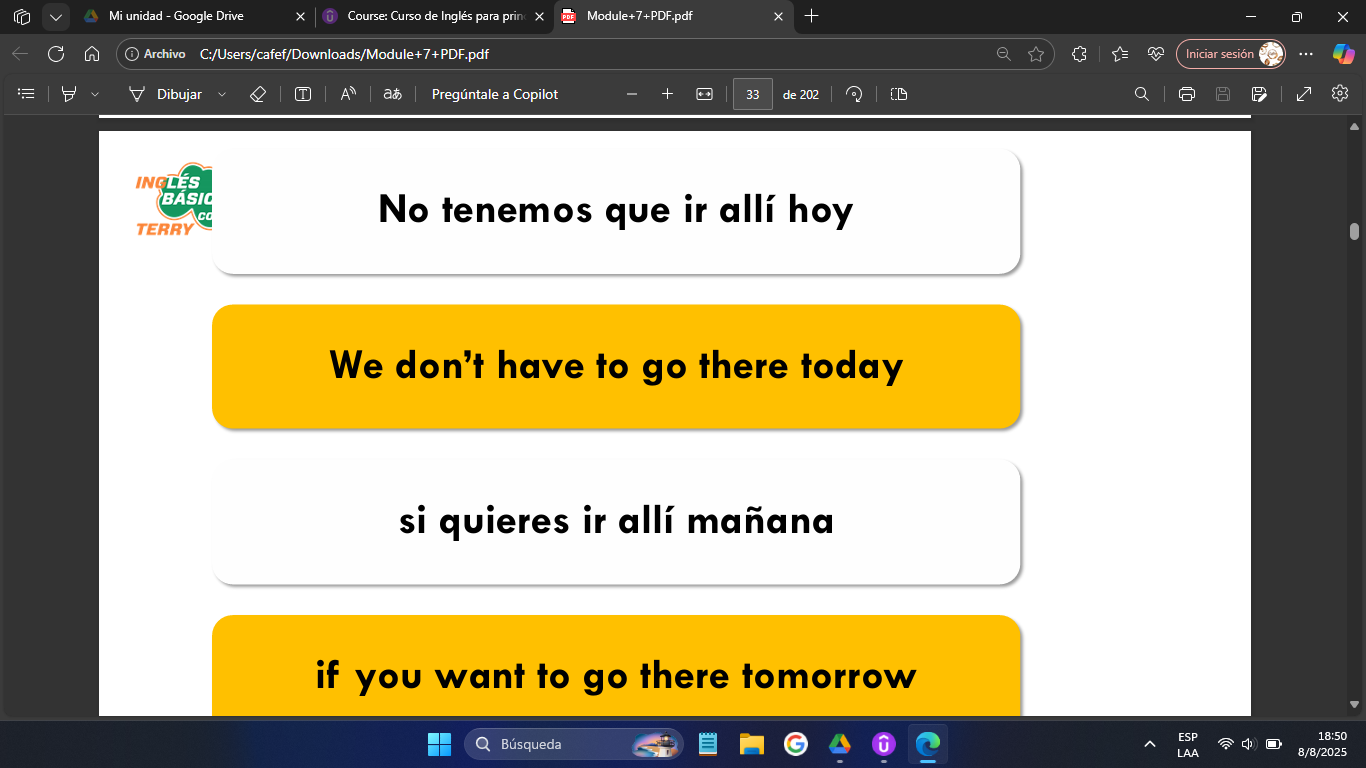 Mi unidad - Google Drive
Course: Curso de Inglés para prin
Module+7+PDF.pdf
Archivo C:/Users/cafef/Downloads/Module+7+PDF.pdf
Iniciar sesión
Dibujar
Pregúntale a Copilot
33 de 202
INGLÉS
BÁSIC
CO
TERRY
No tenemos que ir allí hoy
We don’t have to go there today
si quieres ir allí mañana
if you want to go there tomorrow
Búsqueda
ESP
LAA
18:50
8/8/2025